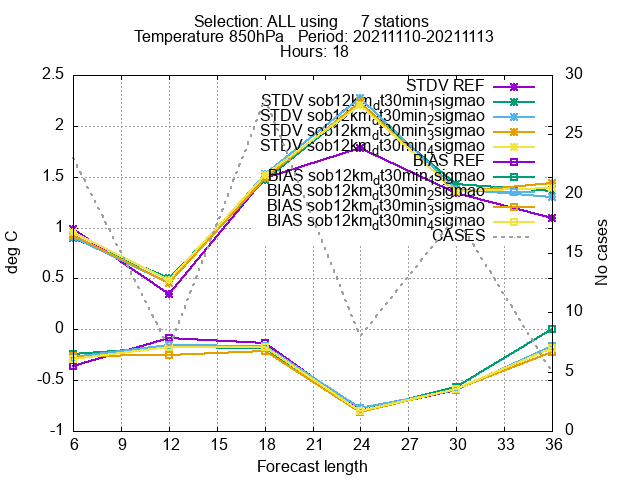 Selection: ALL using 7 stations
Temperature 850hPa Period: 20211110-20211113
Hours: 18
STDV REF
STDV sob12km_dt30min_1sigmao
STDV sob12km_dt30min_2sigmao
STDV sob12km_dt30min_3sigmao
STDV sob12km_dt30min_4sigmao
BIAS REF
BIAS sob12km_dt30min_1sigmao
BIAS sob12km_dt30min_2sigmao
BIAS sob12km_dt30min_3sigmao
BIAS sob12km_dt30min_4sigmao
CASES
deg C
2.5
2
1.5
1
0.5
0
-0.5
-1
No cases
30
25
20
15
10
5
0
6 9 12 15 18 21 24 27 30 33 36
Forecast length